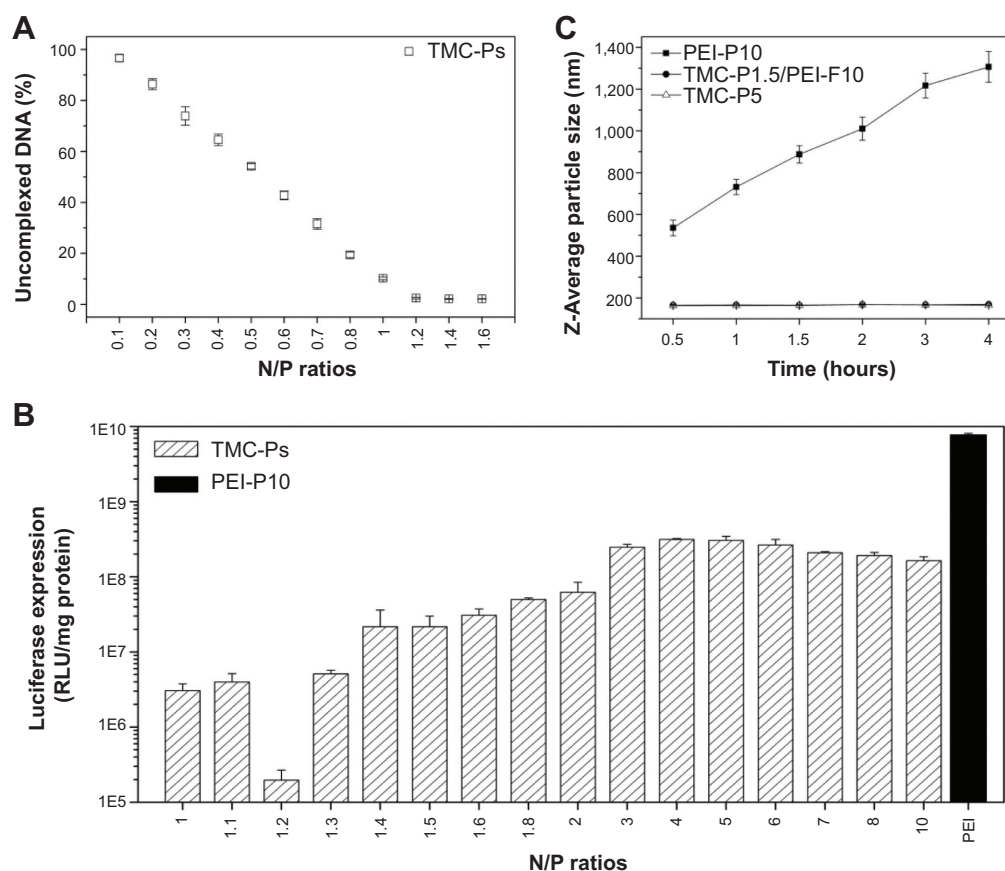 A
Uncomplexed DNA (%)
100
80
60
40
20
0
TMC-Ps
0.1
0.2
0.3
0.4
0.5
0.6
0.7
0.8
1
1.2
1.4
1.6
N/P ratios
C
Z-Average particle size (nm)
1,400
1,200
1,000
800
600
400
200
PEI-P10
TMC-P1.5/PEI-F10
TMC-P5
0.5
1
1.5
2
3
4
Time (hours)
B
Luciferase expression
(RLU/mg protein)
1E10
1E9
1E8
1E7
1E6
1E5
TMC-Ps
PEI-P10
1
1.1
1.2
1.3
1.4
1.5
1.6
1.8
2
3
4
5
6
7
8
10
PEI
N/P ratios